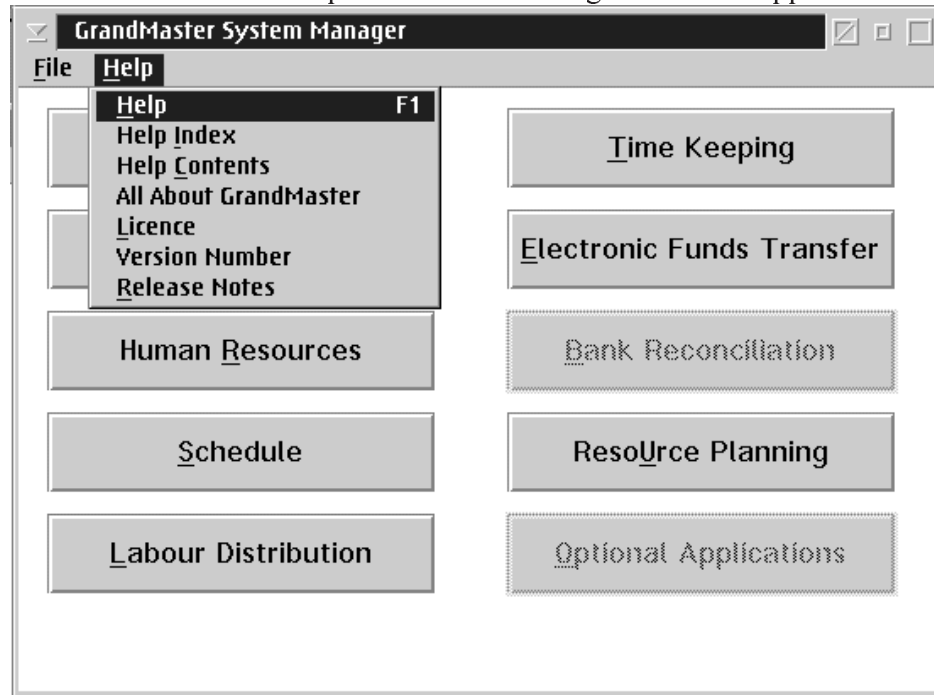 GrandMaster System Manager
File Help
Help F1
Help Index
Help Contents
All About GrandMaster
Licence
Version Number
Release Notes
Time Keeping
Electronic Funds Transfer
Human Resources
Bank Reconciliation
Schedule
ResoUrce Planning
Labour Distribution
Optional Applications